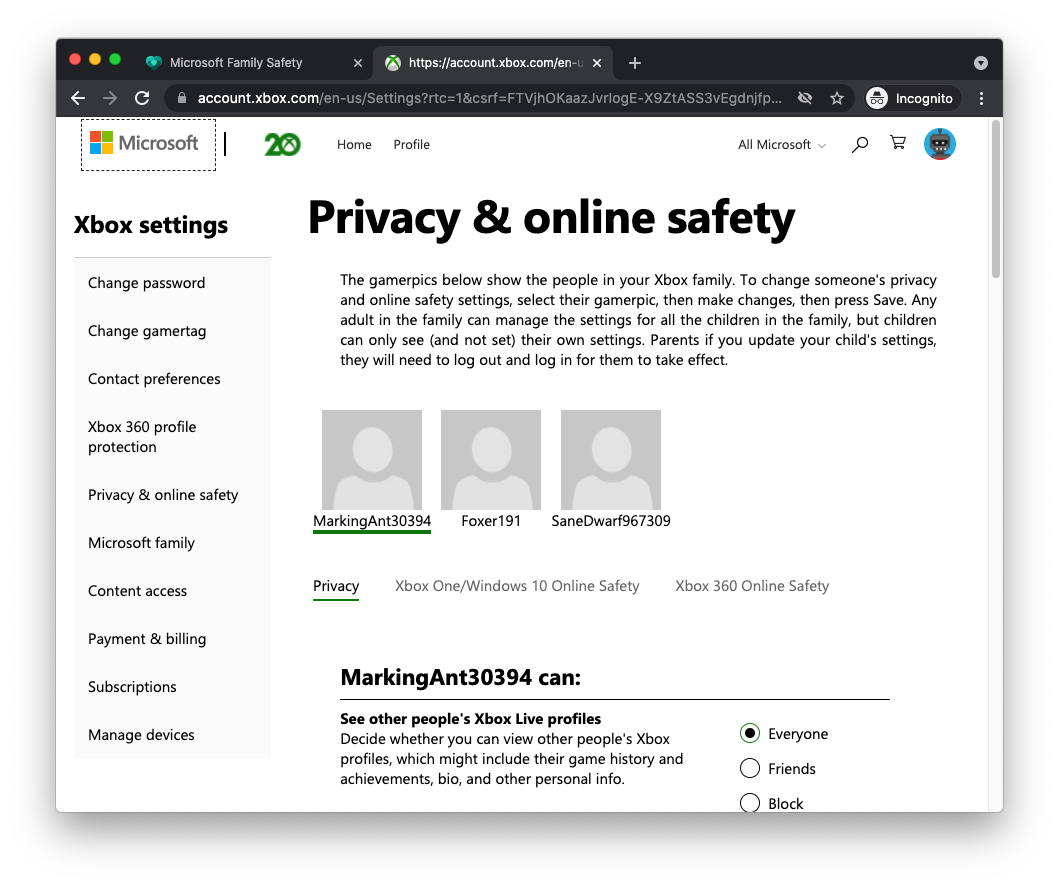 Microsoft Family Safety
https://account.xbox.com/en-u
account.xbox.com/en-us/Settings?rtc=1&csrf=FTVjhOKaazJvrlogE-X9ZtASS3vEgdnjfp...
Incognito
Microsoft
20
Home
Profile
All Microsoft
Xbox settings
Change password
Change gamertag
Contact preferences
Xbox 360 profile
protection
Privacy & online safety
Microsoft family
Content access
Payment & billing
Subscriptions
Manage devices
Privacy & online safety
The gamerpics below show the people in your Xbox family. To change someone's privacy
and online safety settings, select their gamerpic, then make changes, then press Save. Any
adult in the family can manage the settings for all the children in the family, but children
can only see (and not set) their own settings. Parents if you update your child's settings,
they will need to log out and log in for them to take effect.
MarkingAnt30394
Foxer191
SaneDwarf967309
Privacy
Xbox One/Windows 10 Online Safety
Xbox 360 Online Safety
MarkingAnt30394 can:
See other people's Xbox Live profiles
Decide whether you can view other people's Xbox
profiles, which might include their game history and
achievements, bio, and other personal info.
Everyone
Friends
Block